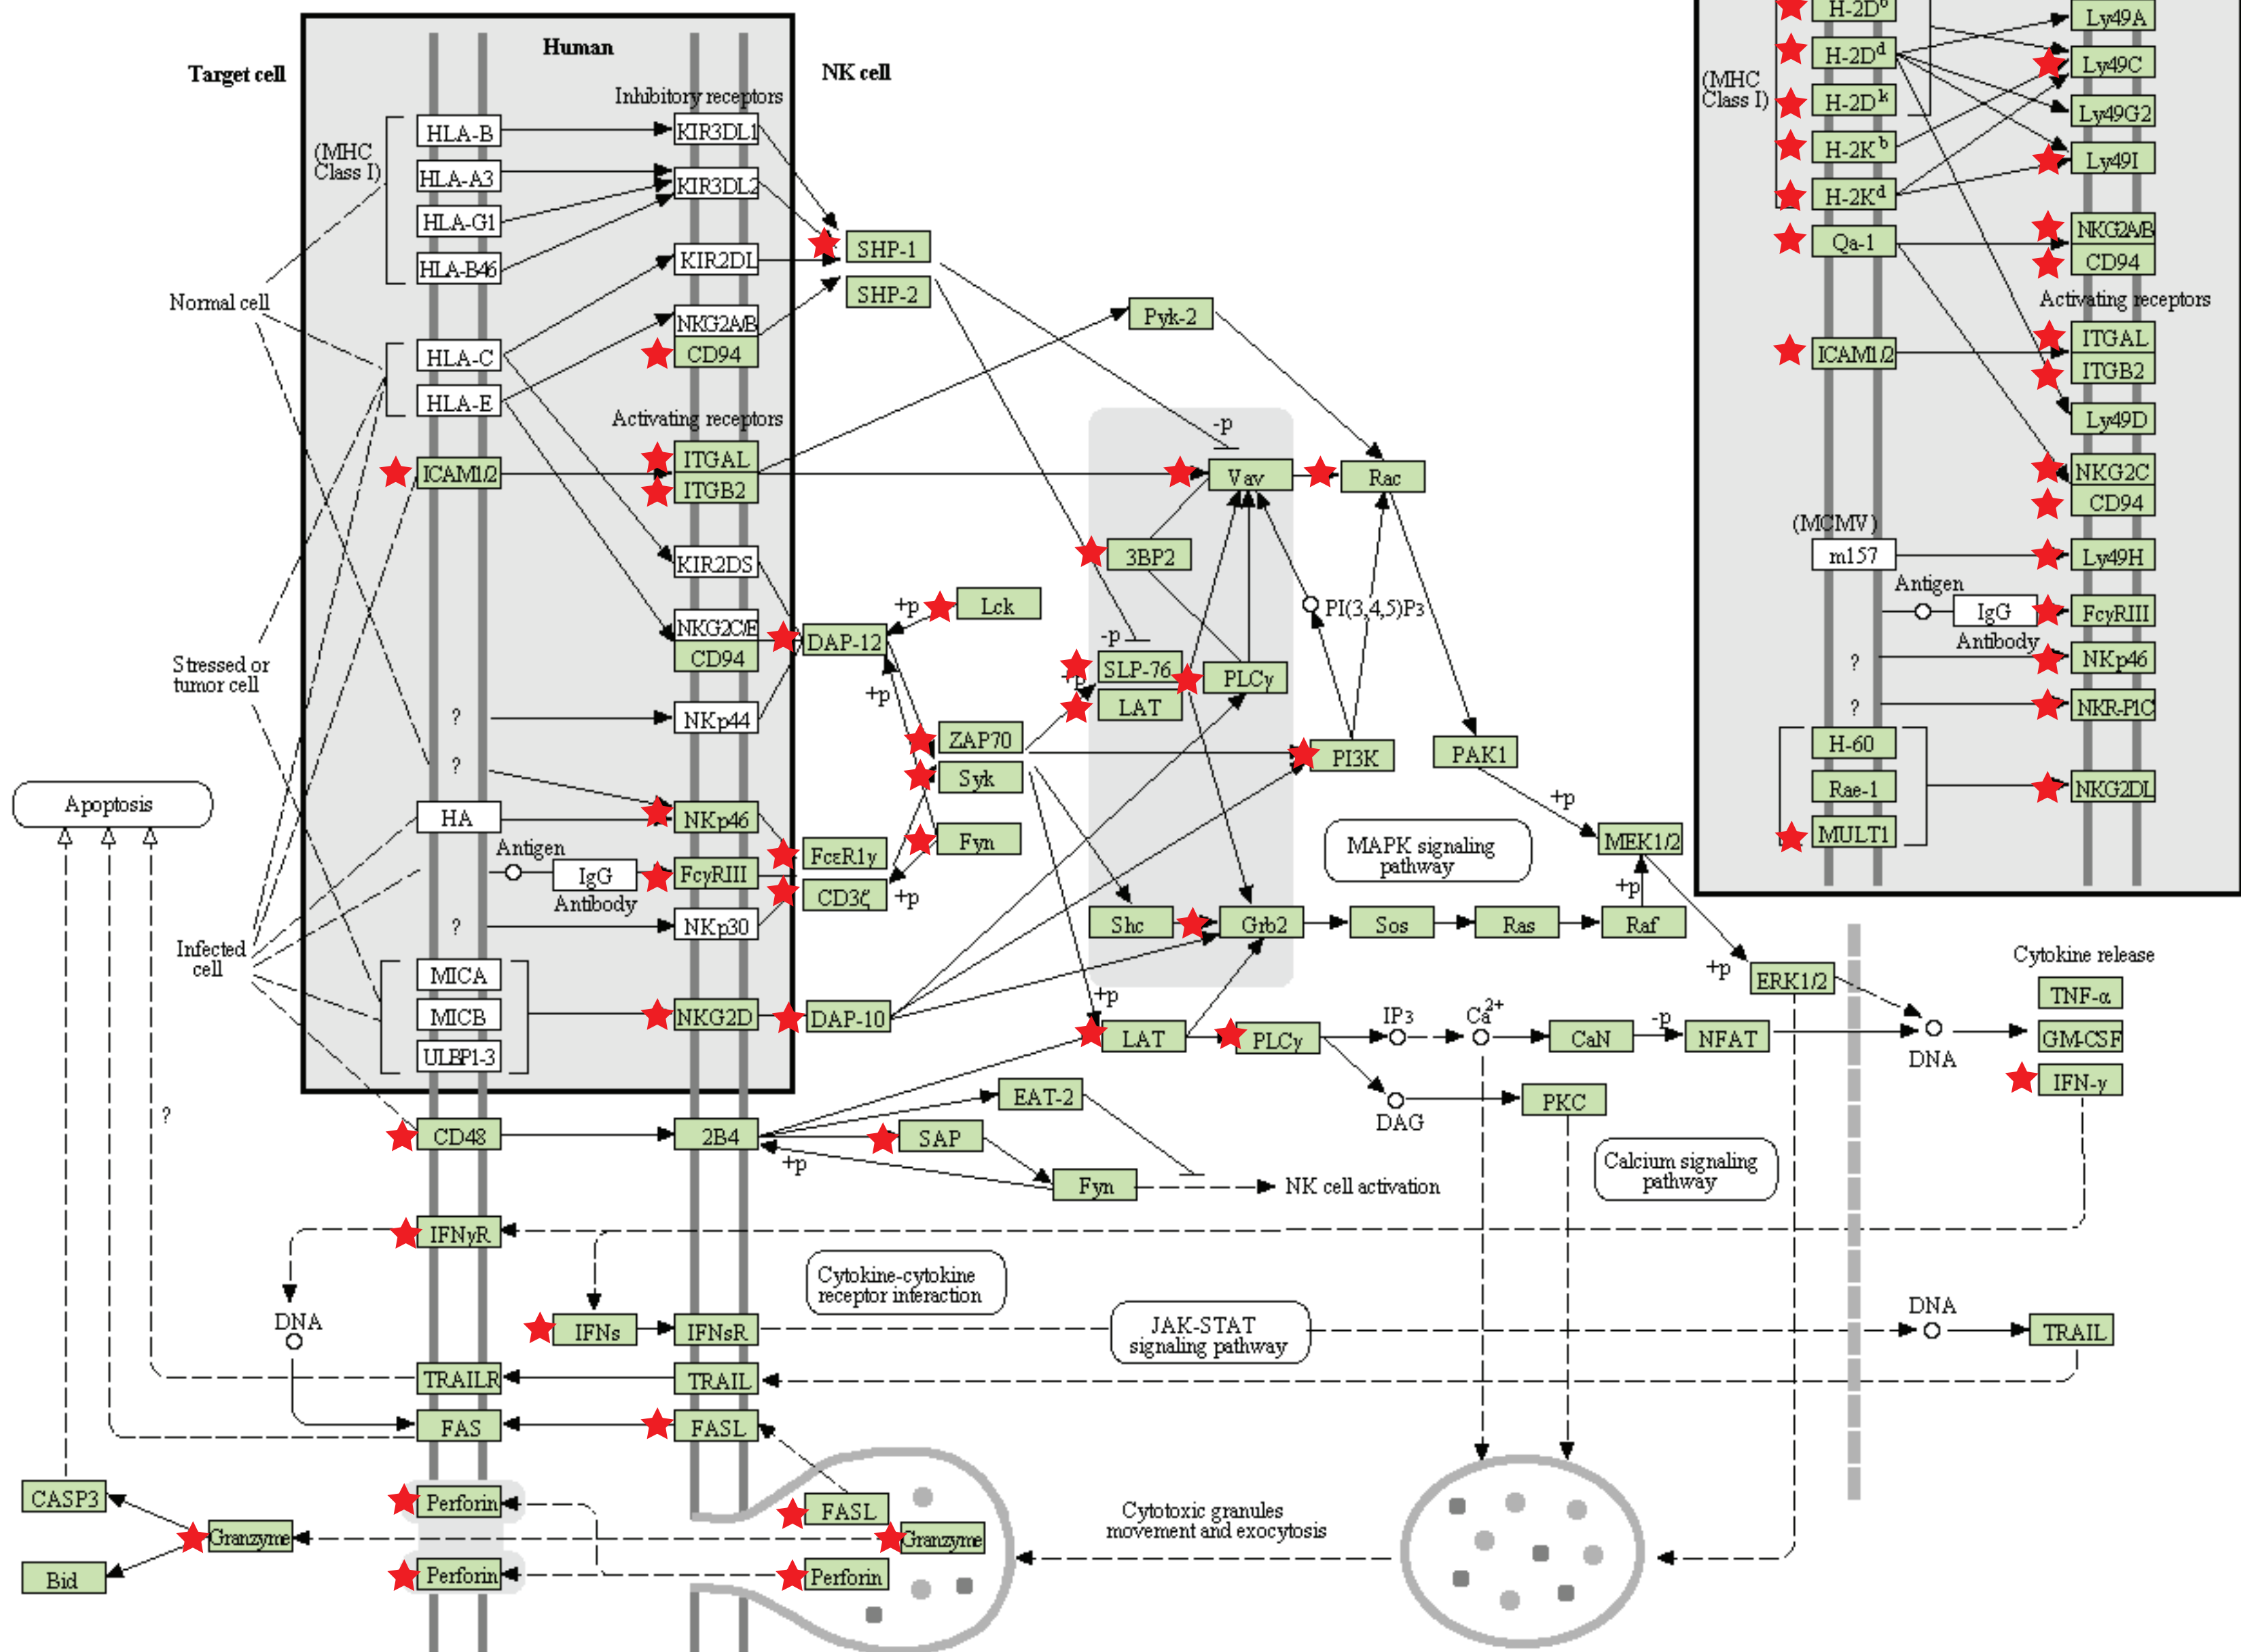 Target cell
Human
NK cell
Inhibitory receptors
(MHC
Class I)
HLA-B
HLA-A3
HLA-G1
HLA-B46
HLA-C
HLA-E
ICAM1/2
KIR3DL1
KIR3DL2
KIR2DL
NKG2A/B
CD94
Activating receptors
ITGAL
ITGB2
KIR2DS
NKG2C/E
CD94
NKp44
NKp46
FcγRIII
NKp30
NKG2D
Normal cell
Stressed or
tumor cell
Infected
cell
?
?
HA
Antigen
IgG
Antibody
?
MICA
MICB
ULBP1-3
SHP-1
SHP-2
Pyk-2
-p
Vav
Rac
3BP2
PI(3,4,5)P3
+p
Lck
DAP-12
+p
-p
SLP-76
+p
LAT
PLCγ
ZAP70
Syk
Fyn
PI3K
PAK1
+p
FcεR1γ
CD3ζ
+p
MAPK signaling
pathway
MEK1/2
+p
Shc
Grb2
Sos
Ras
Raf
DAP-10
+p
LAT
PLCγ
IP3
Ca2+
CaN
-p
NFAT
+p
ERK1/2
DNA
Cytokine release
TNF-α
GM-CSF
IFN-γ
DAG
PKC
Calcium signaling
pathway
EAT-2
SAP
Fyn
NK cell activation
+p
CD48
2B4
IFNγR
DNA
IFNs
IFNsR
Cytokine-cytokine
receptor interaction
JAK-STAT
signaling pathway
DNA
TRAIL
TRAILR
TRAIL
FAS
FASL
Apoptosis
?
CASP3
Bid
Granzyme
Perforin
Perforin
FASL
Granzyme
Perforin
Cytotoxic granules
movement and exocytosis
(MHC
Class I)
H-2Db
H-2Dd
H-2Dk
H-2Kb
H-2Kd
Qa-1
ICAM1/2
Ly49A
Ly49C
Ly49G2
Ly49I
NKG2A/B
CD94
Activating receptors
ITGAL
ITGB2
Ly49D
NKG2C
CD94
(MCMV)
m157
Ly49H
Antigen
IgG
Antibody
FcγRIII
?
NKp46
?
NKR-P1C
H-60
Rae-1
MULT1
NKG2DL